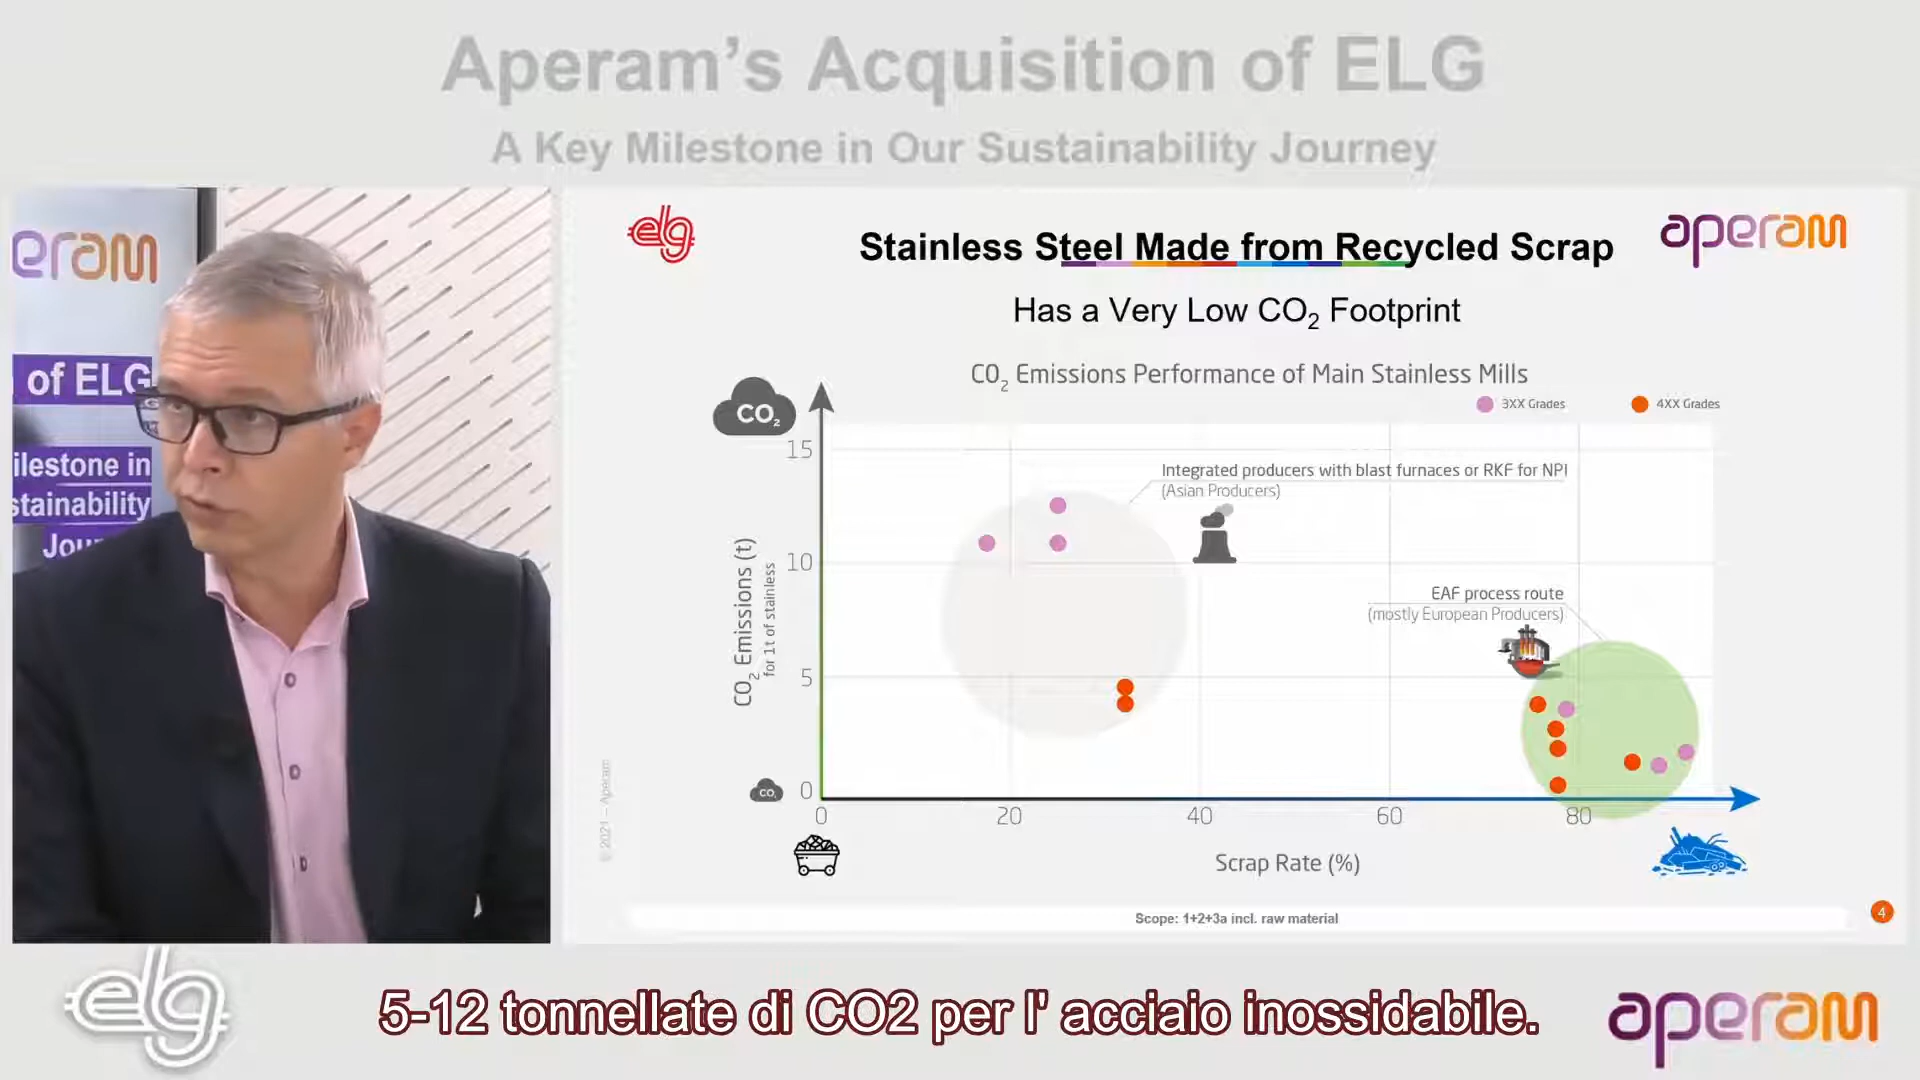 Aperam’s Acquisition of ELG
A Key Milestone in Our Sustainability Journey
eram
of ELG
ilestone in
stainability
Jou
elg
Stainless Steel Made from Recycled Scrap
aperam
Has a Very Low CO2 Footprint
CO2 Emissions Performance of Main Stainless Mills
3XX Grades
4XX Grades
CO2
15
10
5
0
CO2 Emissions (t)
for 1t of stainless
Integrated producers with blast furnaces or RKF for NPI
(Asian Producers)
EAF process route
(mostly European Producers)
CO2
0
20
40
60
80
Scrap Rate (%)
© 2021 – Aperam
Scope: 1+2+3a incl. raw material
4
elg
5-12 tonnellate di CO2 per l' acciaio inossidabile.
aperam